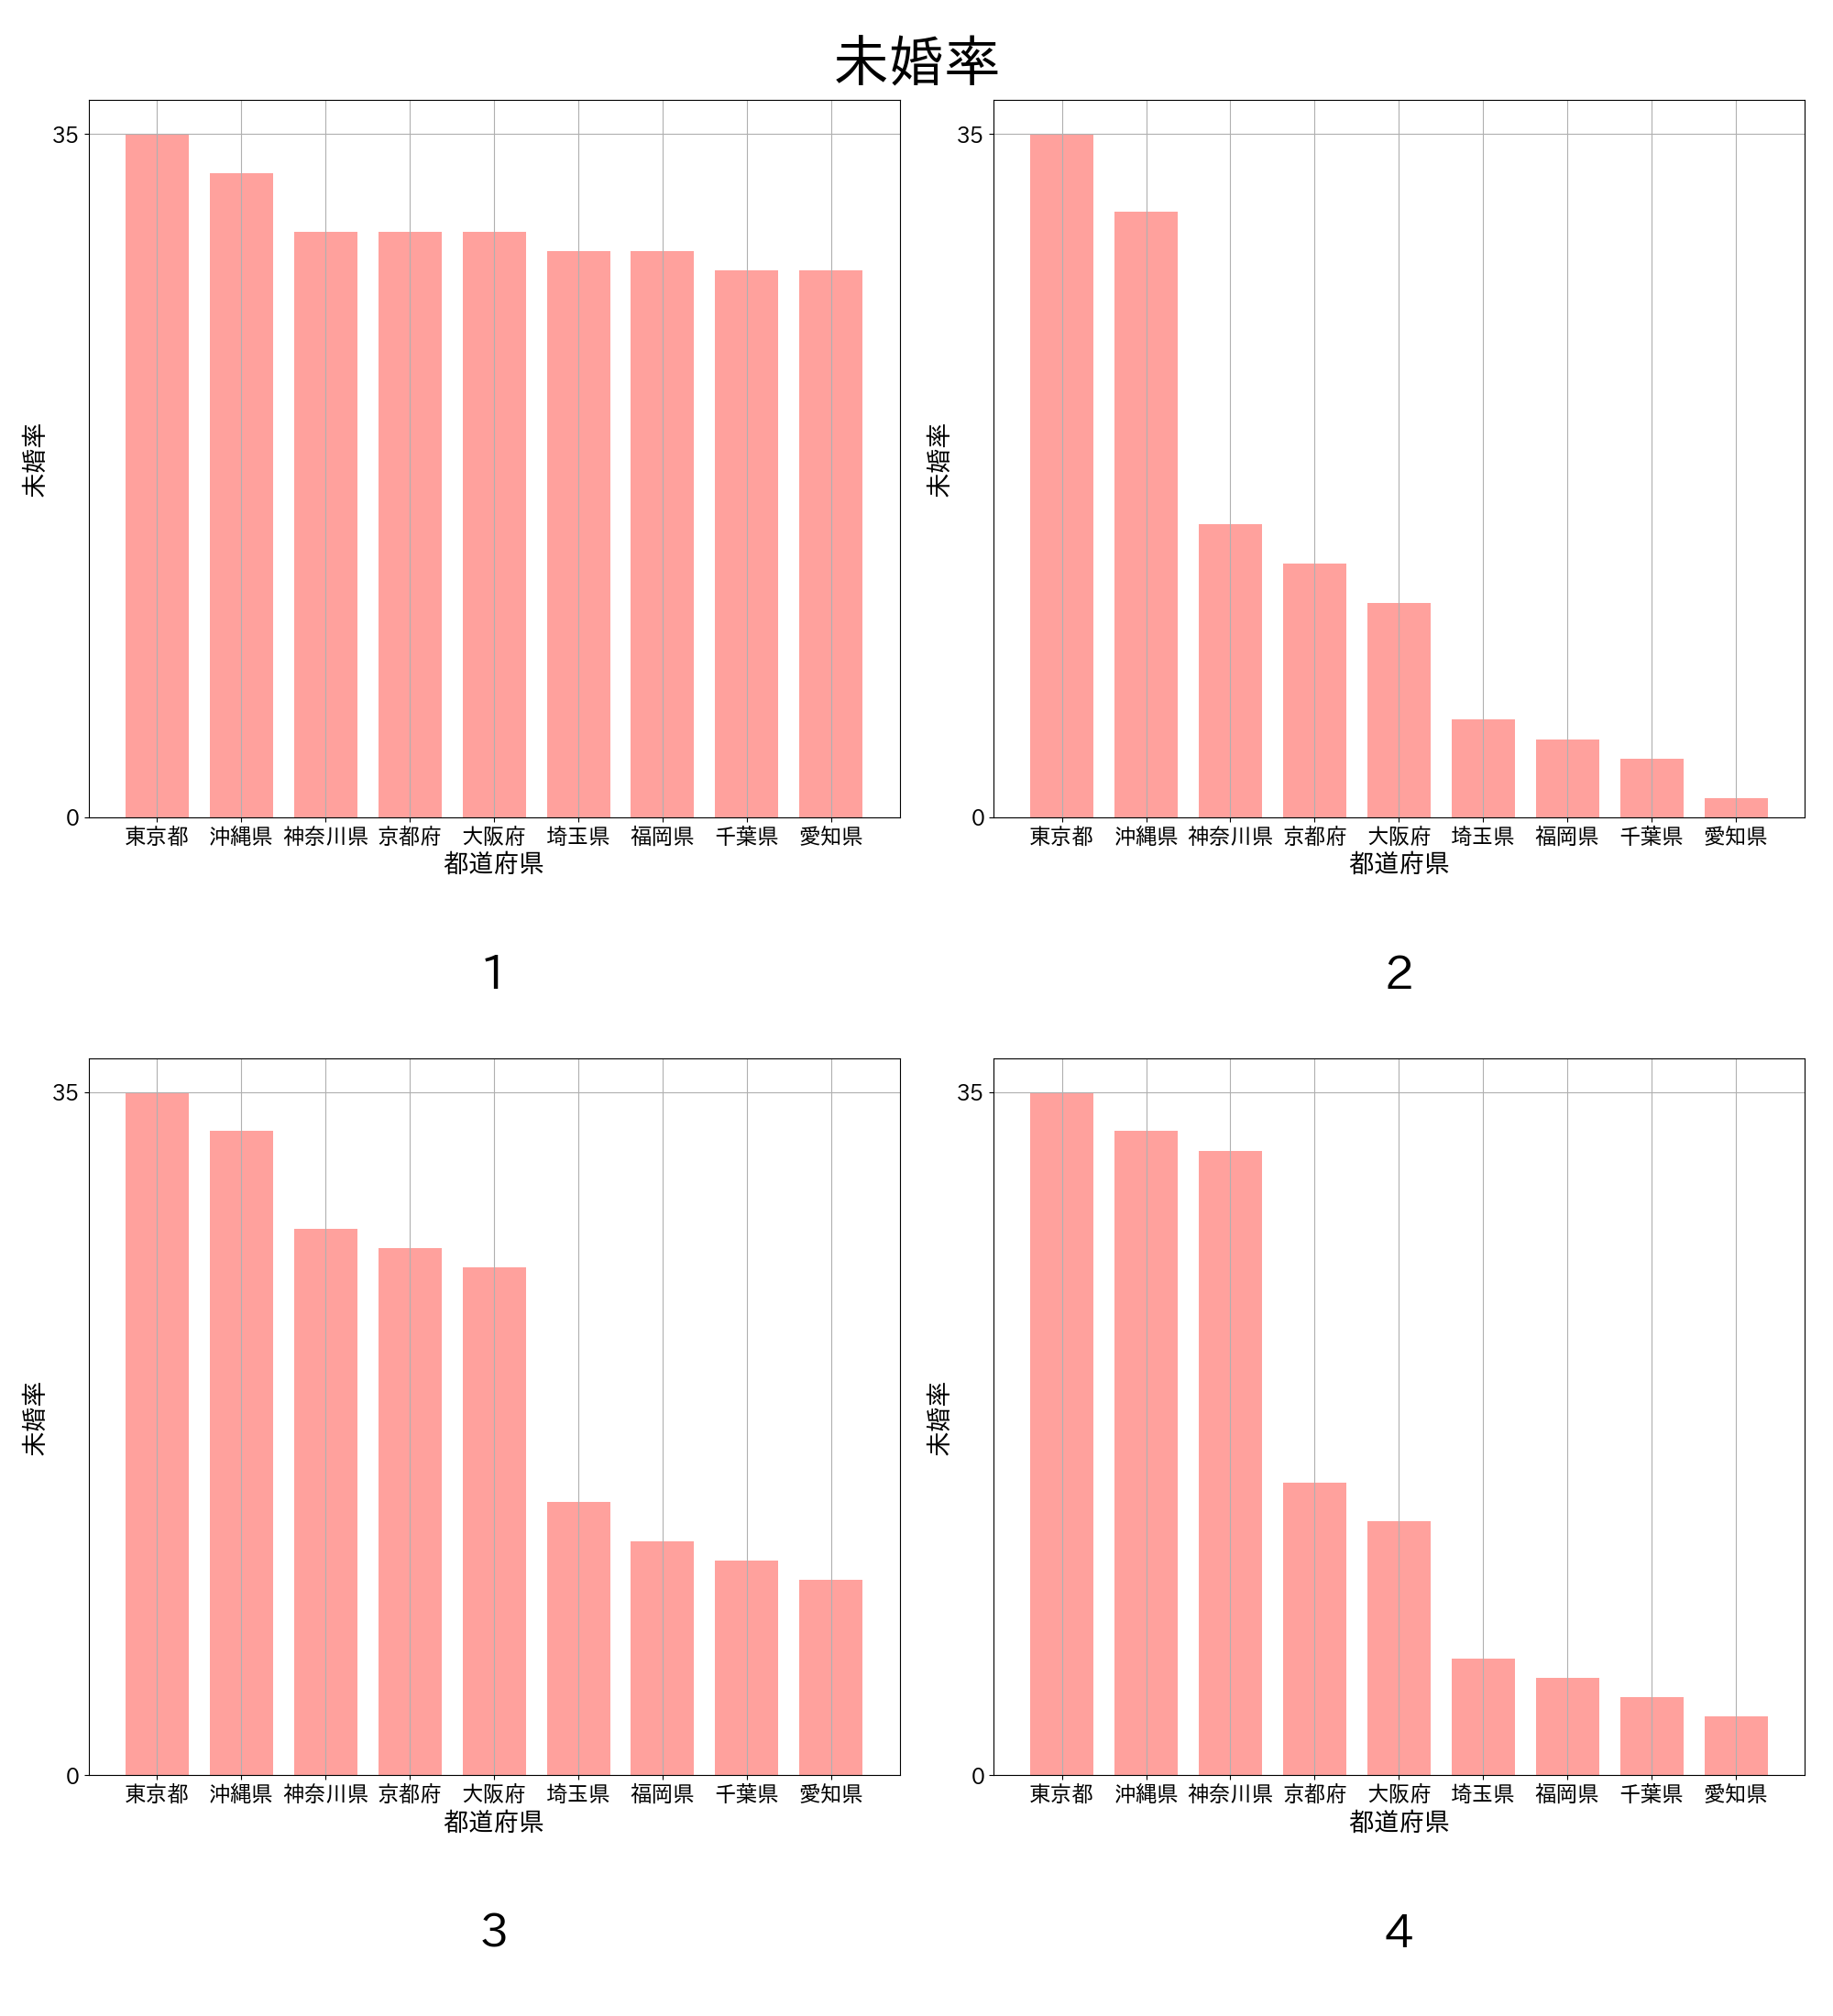 未婚率
35
0
未婚率
東京都 沖縄県 神奈川県 京都府 大阪府 埼玉県 福岡県 千葉県 愛知県
都道府県
1
35
0
未婚率
東京都 沖縄県 神奈川県 京都府 大阪府 埼玉県 福岡県 千葉県 愛知県
都道府県
2
35
0
未婚率
東京都 沖縄県 神奈川県 京都府 大阪府 埼玉県 福岡県 千葉県 愛知県
都道府県
3
35
0
未婚率
東京都 沖縄県 神奈川県 京都府 大阪府 埼玉県 福岡県 千葉県 愛知県
都道府県
4